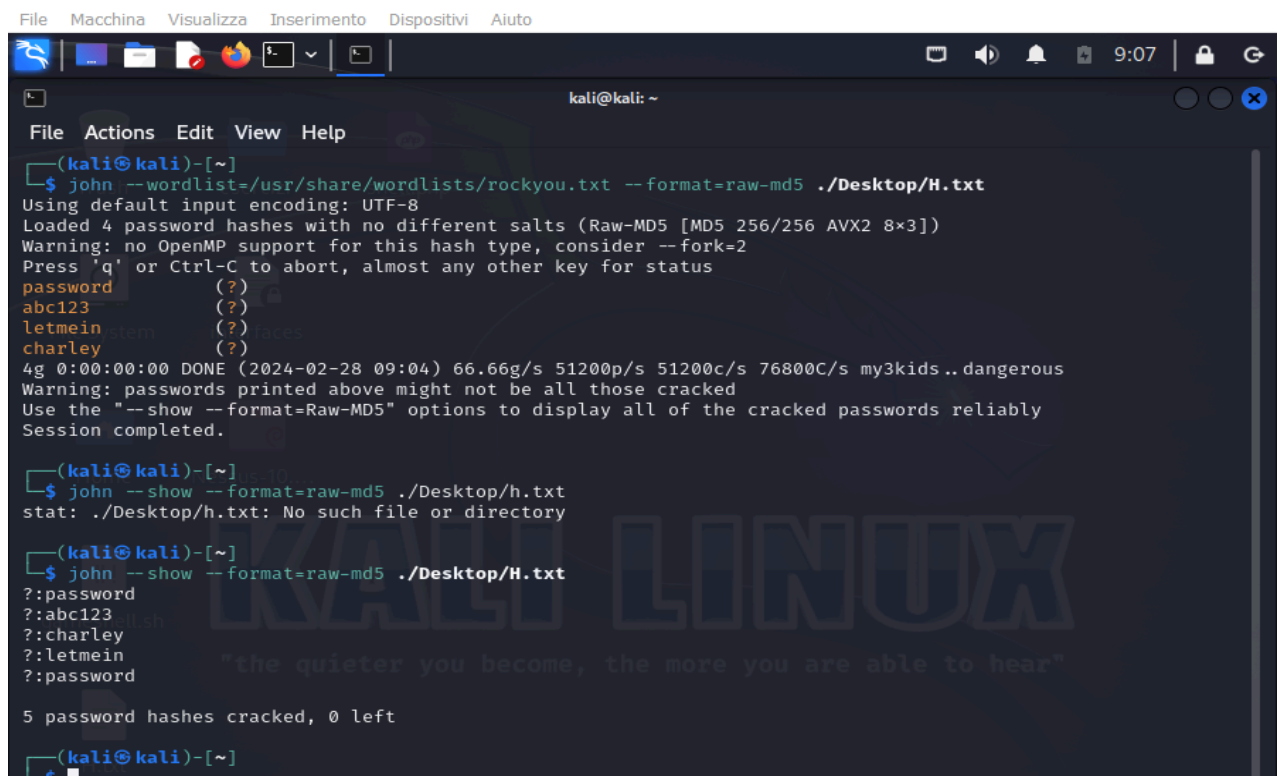 File Macchina Visualizza Inserimento Dispositivi Aiuto
9:07
kali@kali: ~
File Actions Edit View Help
┌──(kali㉿kali)-[~]
└─$ john --wordlist=/usr/share/wordlists/rockyou.txt --format=raw-md5 ./Desktop/H.txt
Using default input encoding: UTF-8
Loaded 4 password hashes with no different salts (Raw-MD5 [MD5 256/256 AVX2 8×3])
Warning: no OpenMP support for this hash type, consider --fork=2
Press 'q' or Ctrl-C to abort, almost any other key for status
password (?)
abc123 (?)
letmein (?)
charley (?)
4g 0:00:00:00 DONE (2024-02-28 09:04) 66.66g/s 51200p/s 51200c/s 76800C/s my3kids..dangerous
Warning: passwords printed above might not be all those cracked
Use the "--show --format=Raw-MD5" options to display all of the cracked passwords reliably
Session completed.
┌──(kali㉿kali)-[~]
└─$ john --show --format=raw-md5 ./Desktop/h.txt
stat: ./Desktop/h.txt: No such file or directory
┌──(kali㉿kali)-[~]
└─$ john --show --format=raw-md5 ./Desktop/H.txt
?:password
?:abc123
?:charley
?:letmein
?:password
KALI LINUX
"the quieter you become, the more you are able to hear"
5 password hashes cracked, 0 left
┌──(kali㉿kali)-[~]
└─$